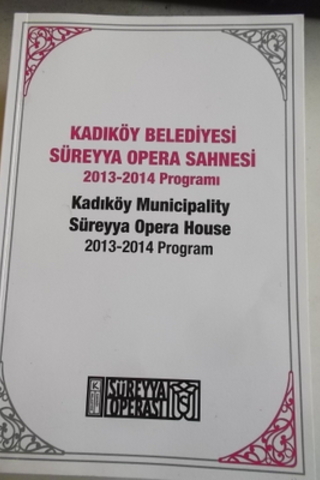 KADIKÖY BELEDİYESİ
SÜREYYA OPERA SAHNESİ
2013-2014 Programı
Kadıköy Municipality
Süreyya Opera House
2013-2014 Program
SÜREYYA
OPERASI